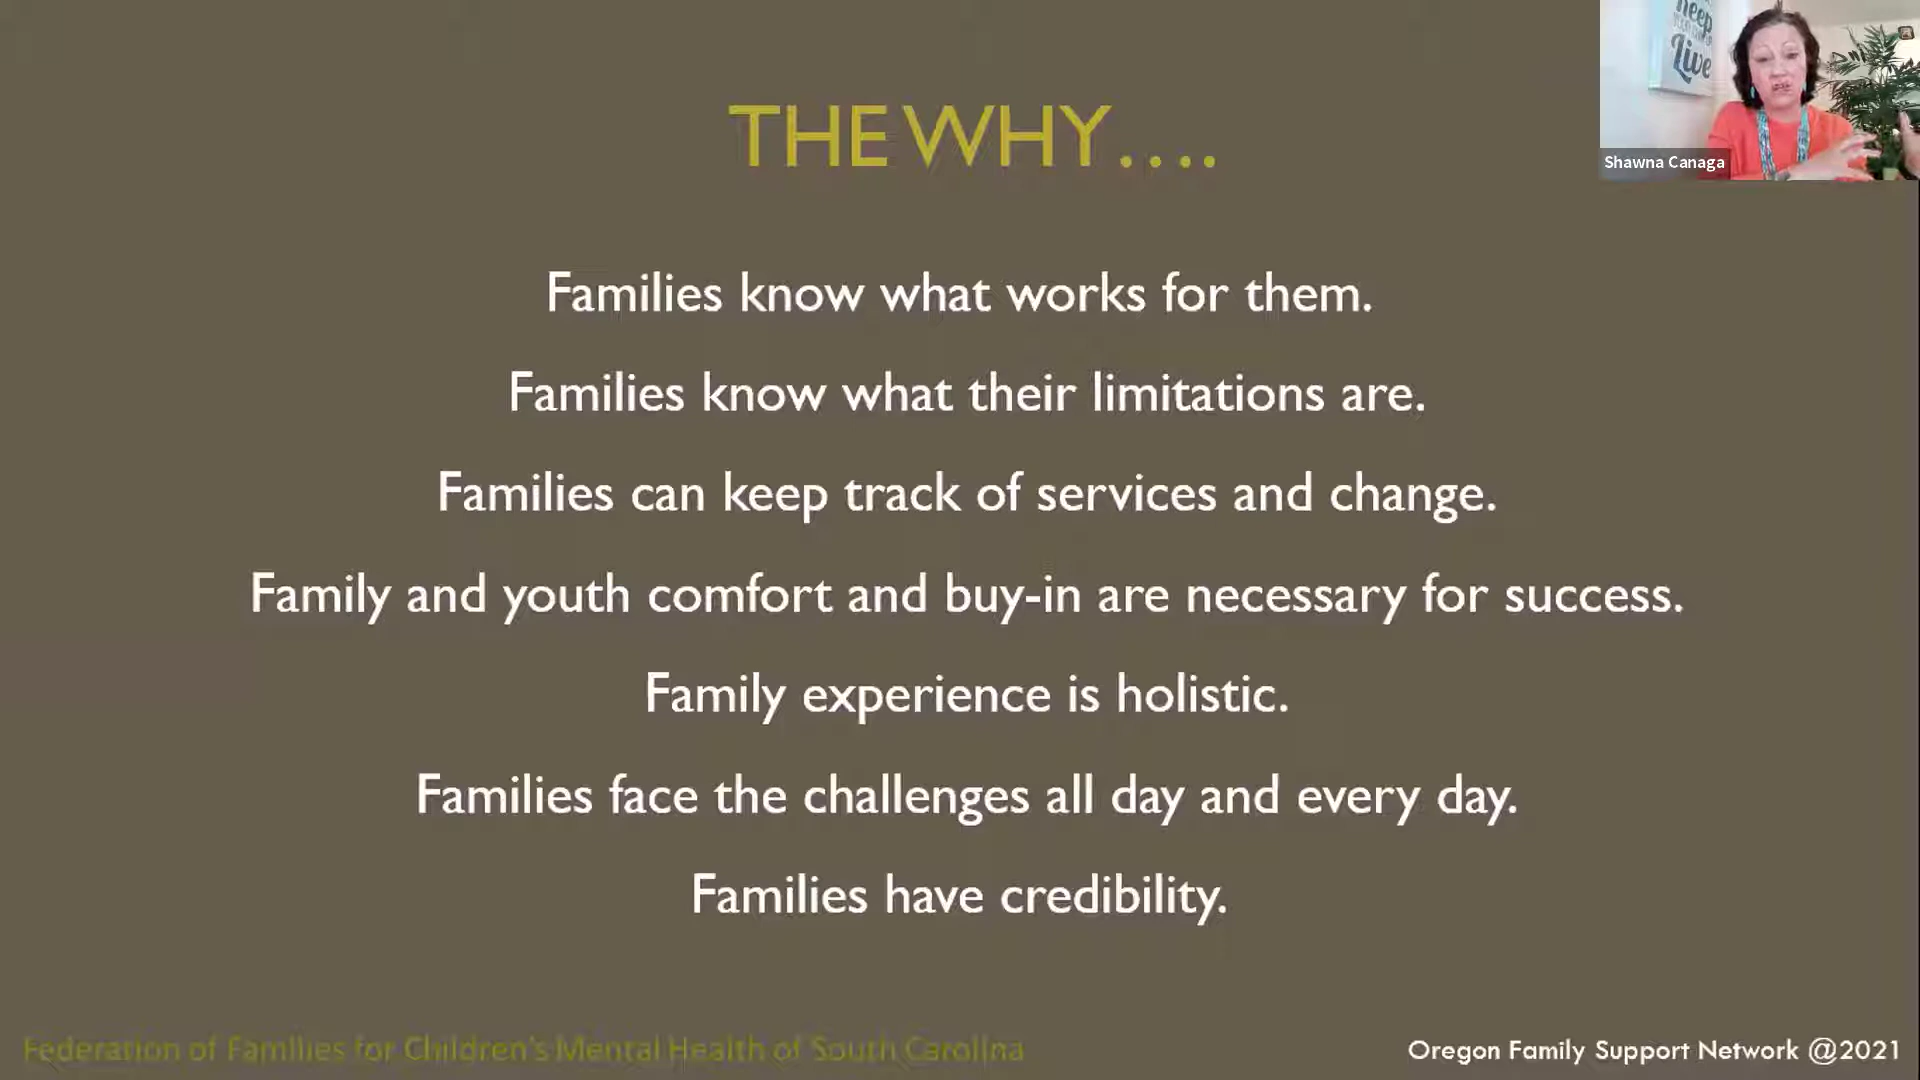 THE WHY....
Families know what works for them.
Families know what their limitations are.
Families can keep track of services and change.
Family and youth comfort and buy-in are necessary for success.
Family experience is holistic.
Families face the challenges all day and every day.
Families have credibility.
Federation of Families for Children's Mental Health of South Carolina
Oregon Family Support Network @2021
Live
Shawna Canaga